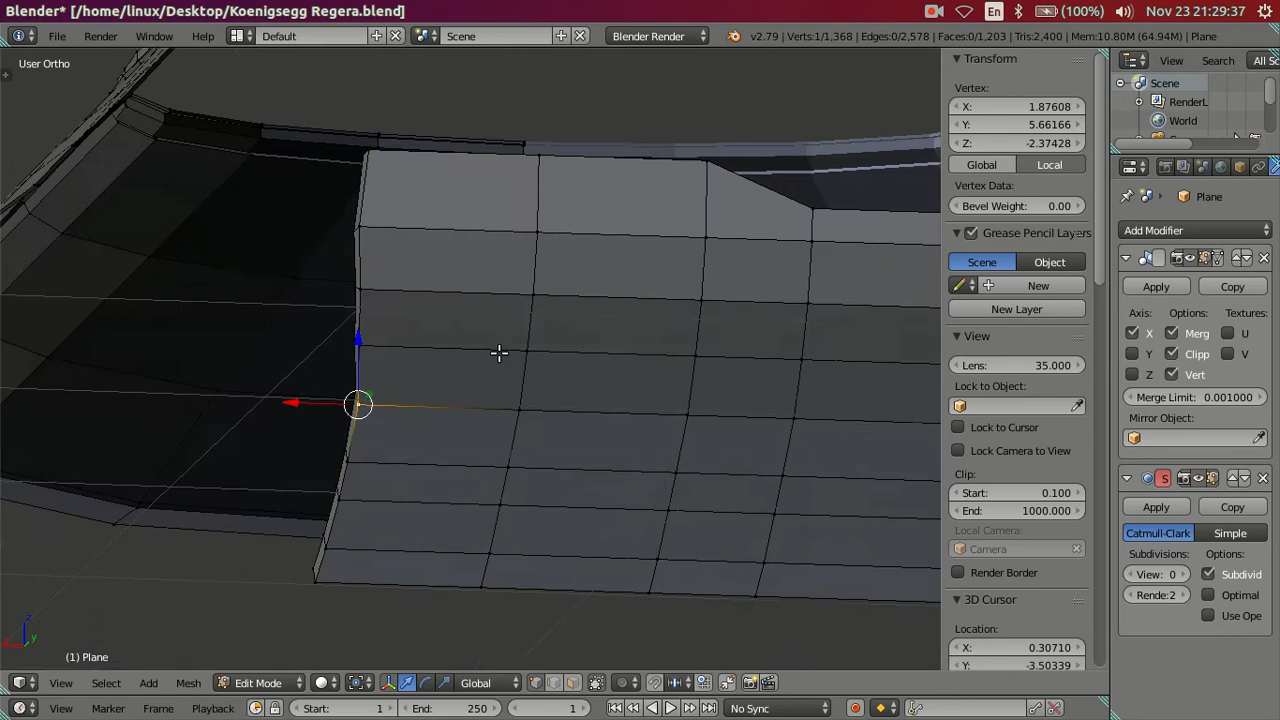 Blender* [/home/linux/Desktop/Koenigsegg Regera.blend]
En
(100%)
Nov 23 21:29:37
File
Render
Window
Help
Default
Scene
Blender Render
v2.79 | Verts:1/1,368 | Edges:0/2,578 | Faces:0/1,203 | Tris:2,400 | Mem:10.80M (64.94M) | Plane
User Ortho
Transform
Vertex:
X: 1.87608
Y: 5.66166
Z: -2.37428
Global
Local
Vertex Data:
Bevel Weight: 0.00
Grease Pencil Layers
Scene
Object
New
New Layer
View
Lens: 35.000
Lock to Object:
Lock to Cursor
Lock Camera to View
Clip:
Start: 0.100
End: 1000.000
Local Camera:
Camera
Render Border
3D Cursor
Location:
X: 0.30710
Y: -3.50339
View
Search
All Sc
Scene
RenderL
World
Plane
Add Modifier
Apply
Copy
Axis:
Options:
Textures:
X
Merg
U
Y
Clipp
V
Z
Vert
Merge Limit: 0.001000
Mirror Object:
S
Apply
Copy
Catmull-Clark
Simple
Subdivisions:
Options:
View: 0
Subdivid
Rende: 2
Optimal
Use Ope
z
y
(1) Plane
View
Select
Add
Mesh
Edit Mode
Global
View
Marker
Frame
Playback
Start: 1
End: 250
1
No Sync